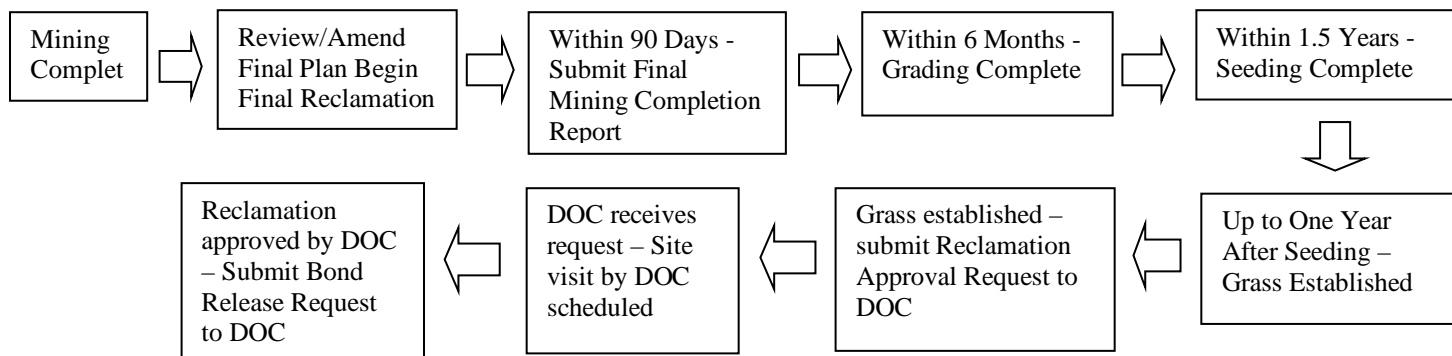 Mining
Complet
Review/Amend
Final Plan Begin
Final Reclamation
Within 90 Days -
Submit Final
Mining Completion
Report
Within 6 Months -
Grading Complete
Within 1.5 Years -
Seeding Complete
Up to One Year
After Seeding –
Grass Established
Grass established –
submit Reclamation
Approval Request to
DOC
DOC receives
request – Site
visit by DOC
scheduled
Reclamation
approved by DOC
– Submit Bond
Release Request
to DOC